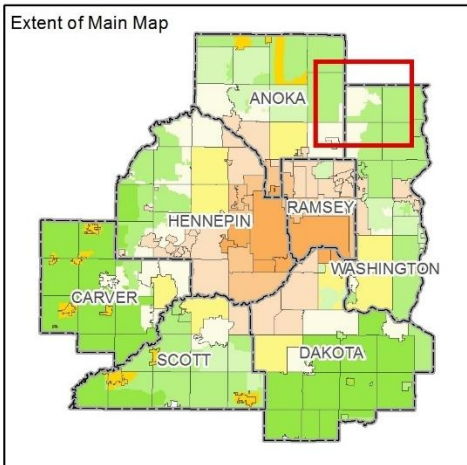 Extent of Main Map
ANOKA
HENNEPIN
RAMSEY
WASHINGTON
CARVER
SCOTT
DAKOTA